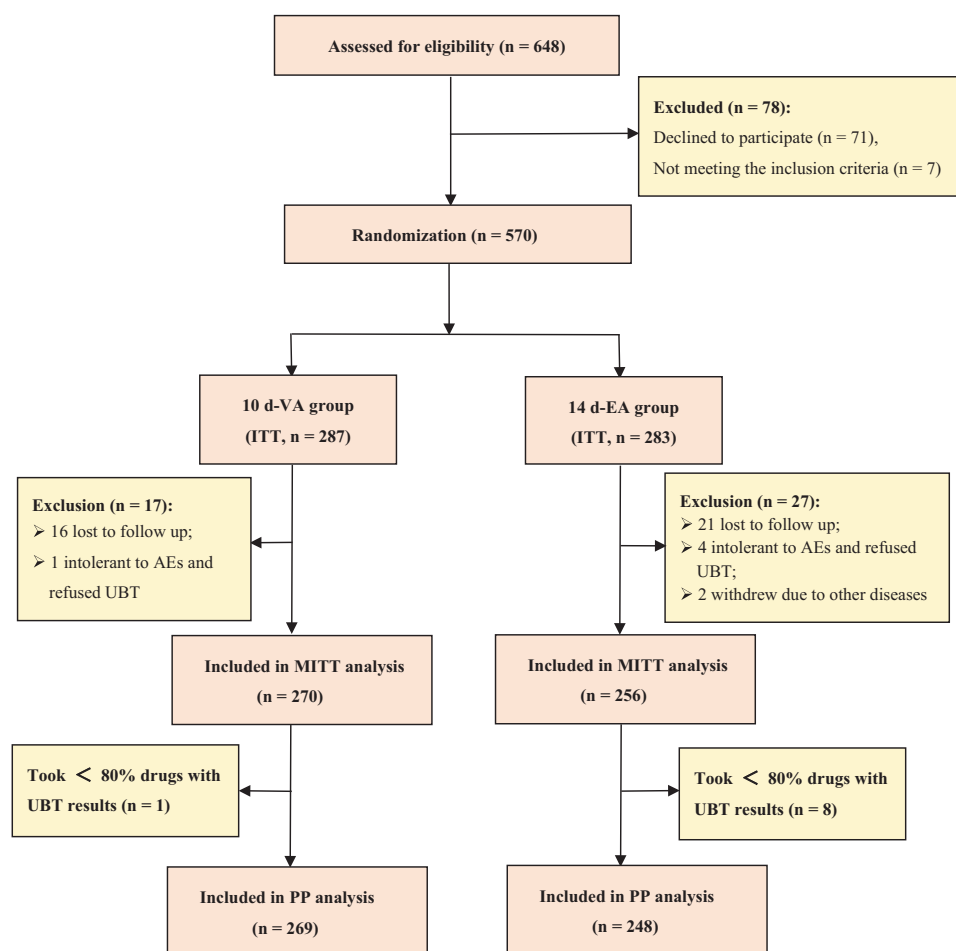 Assessed for eligibility (n = 648)
Excluded (n = 78):
Declined to participate (n = 71),
Not meeting the inclusion criteria (n = 7)
Randomization (n = 570)
10 d-VA group
(ITT, n = 287)
14 d-EA group
(ITT, n = 283)
Exclusion (n = 17):
➢ 16 lost to follow up;
➢ 1 intolerant to AEs and
refused UBT
Exclusion (n = 27):
➢ 21 lost to follow up;
➢ 4 intolerant to AEs and refused
UBT;
➢ 2 withdrew due to other diseases
Included in MITT analysis
(n = 270)
Included in MITT analysis
(n = 256)
Took ＜ 80% drugs with
UBT results (n = 1)
Took ＜ 80% drugs with
UBT results (n = 8)
Included in PP analysis
(n = 269)
Included in PP analysis
(n = 248)